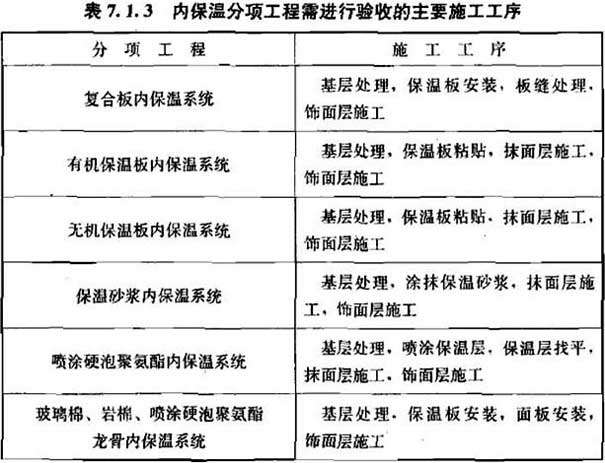 表 7.1.3 内保温分项工程需进行验收的主要施工工序
分项工程 施工工序
复合板内保温系统
基层处理，保温板安装，板缝处理，
饰面层施工
有机保温板内保温系统
基层处理，保温板粘贴，抹面层施工，
饰面层施工
无机保温板内保温系统
基层处理，保温板粘贴，抹面层施工，
饰面层施工
保温砂浆内保温系统
基层处理，涂抹保温砂浆，抹面层施
工，饰面层施工
喷涂硬泡聚氨酯内保温系统
基层处理，喷涂保温层，保温层找平，
抹面层施工，饰面层施工
玻璃棉、岩棉、喷涂硬泡聚氨酯
龙骨内保温系统
基层处理，保温板安装，面板安装，
饰面层施工